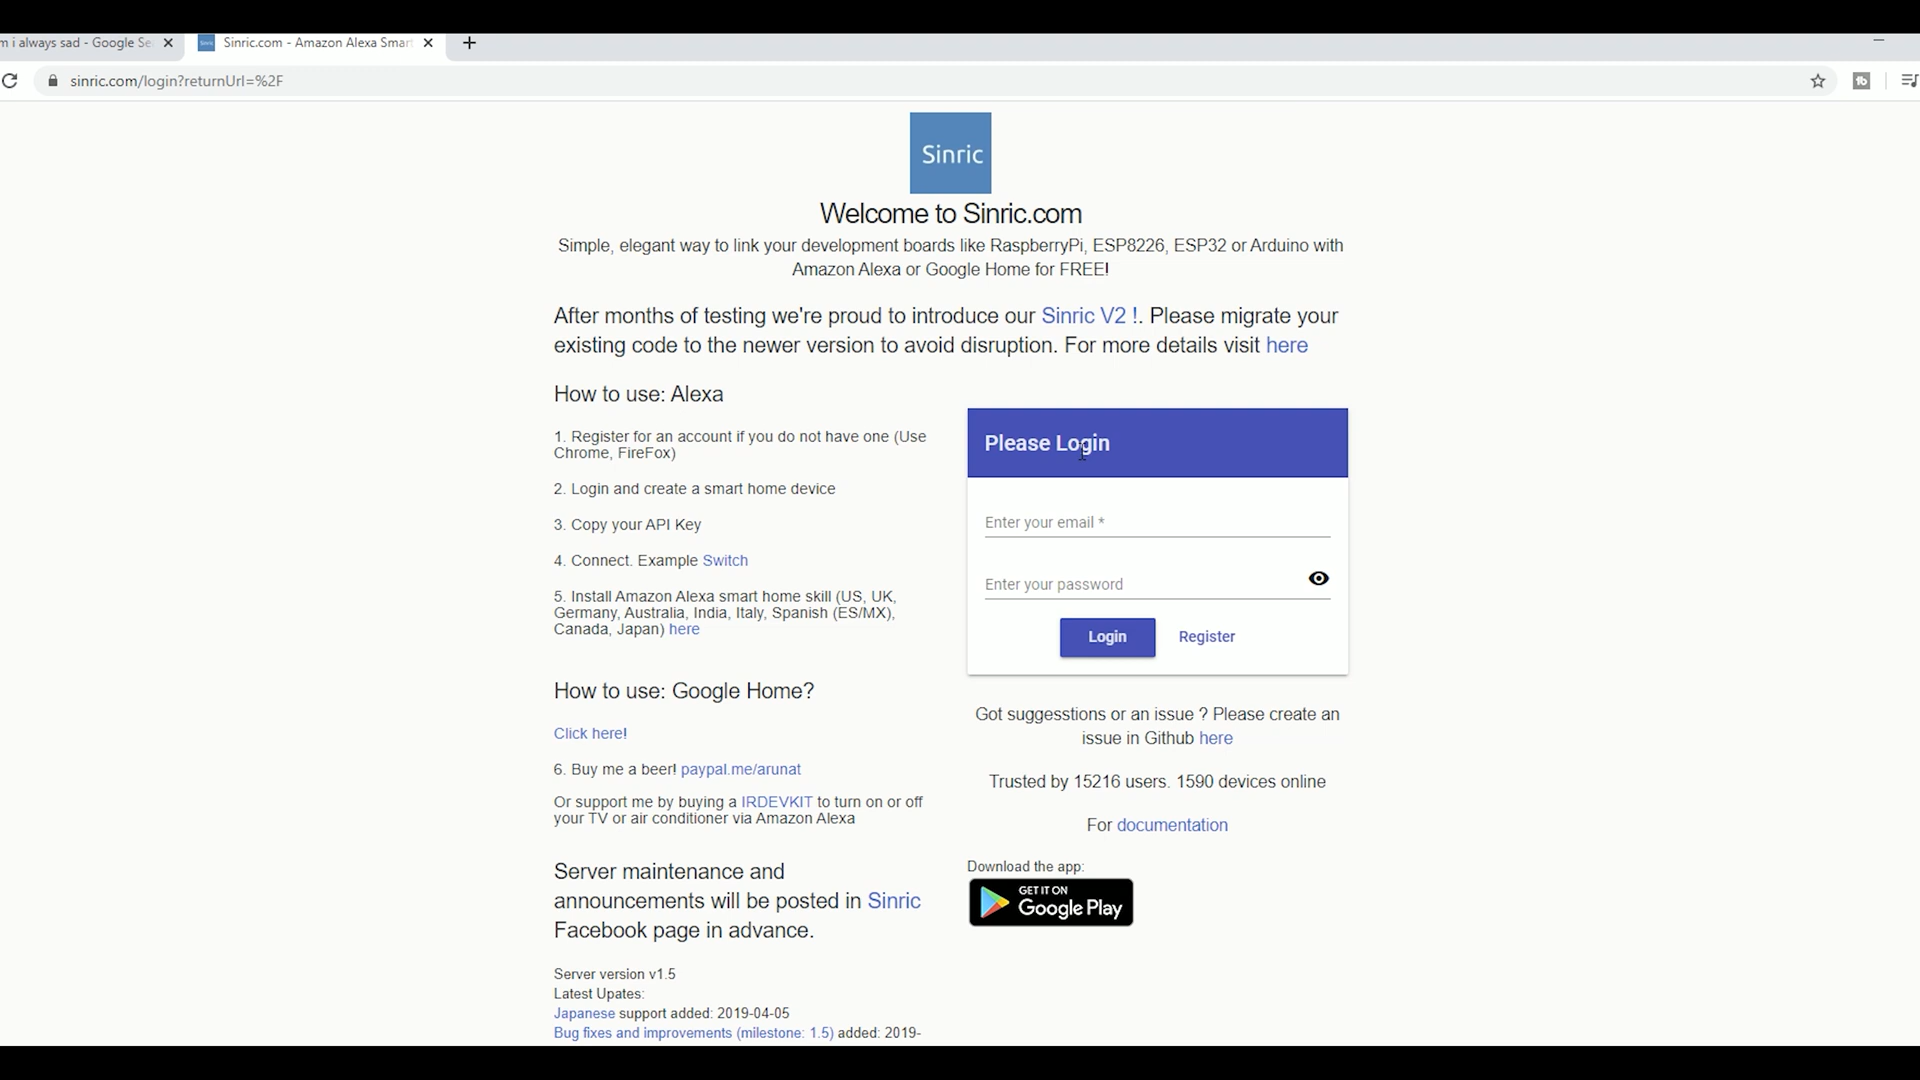 m i always sad - Google Se
Sinric.com - Amazon Alexa Smart
sinric.com/login?returnUrl=%2F
Sinric
Welcome to Sinric.com
Simple, elegant way to link your development boards like RaspberryPi, ESP8226, ESP32 or Arduino with
Amazon Alexa or Google Home for FREE!
After months of testing we're proud to introduce our Sinric V2 !. Please migrate your
existing code to the newer version to avoid disruption. For more details visit here
How to use: Alexa
1. Register for an account if you do not have one (Use
Chrome, FireFox)
2. Login and create a smart home device
3. Copy your API Key
4. Connect. Example Switch
5. Install Amazon Alexa smart home skill (US, UK,
Germany, Australia, India, Italy, Spanish (ES/MX),
Canada, Japan) here
How to use: Google Home?
Click here!
6. Buy me a beer! paypal.me/arunat
Or support me by buying a IRDEVKIT to turn on or off
your TV or air conditioner via Amazon Alexa
Server maintenance and
announcements will be posted in Sinric
Facebook page in advance.
Server version v1.5
Latest Upates:
Japanese support added: 2019-04-05
Bug fixes and improvements (milestone: 1.5) added: 2019-
Please Login
Enter your email *
Enter your password
Login
Register
Got suggesstions or an issue ? Please create an
issue in Github here
Trusted by 15216 users. 1590 devices online
For documentation
Download the app:
GET IT ON
Google Play